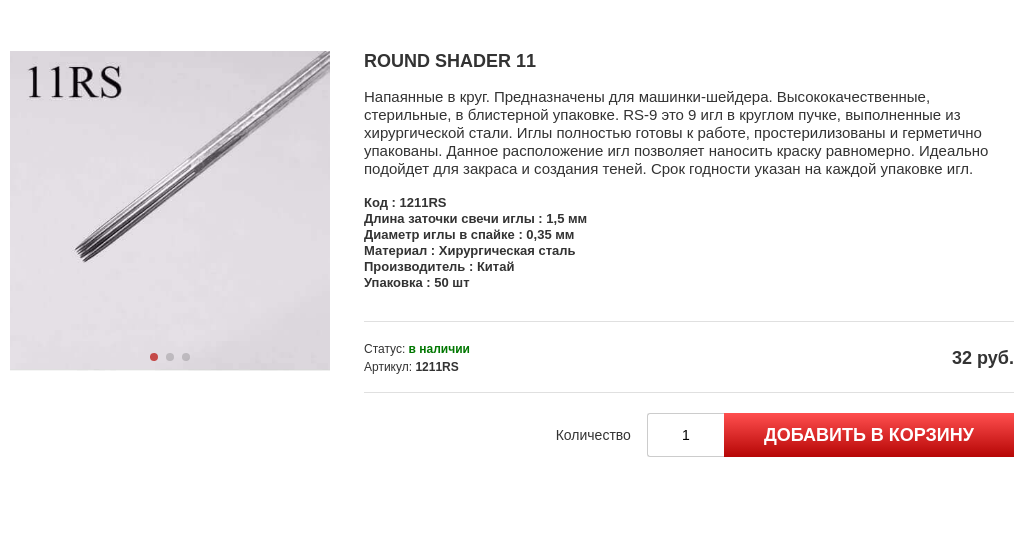 11RS
ROUND SHADER 11
Напаянные в круг. Предназначены для машинки-шейдера. Высококачественные,
стерильные, в блистерной упаковке. RS-9 это 9 игл в круглом пучке, выполненные из
хирургической стали. Иглы полностью готовы к работе, простерилизованы и герметично
упакованы. Данное расположение игл позволяет наносить краску равномерно. Идеально
подойдет для закраса и создания теней. Срок годности указан на каждой упаковке игл.
Код : 1211RS
Длина заточки свечи иглы : 1,5 мм
Диаметр иглы в спайке : 0,35 мм
Материал : Хирургическая сталь
Производитель : Китай
Упаковка : 50 шт
Статус: в наличии
Артикул: 1211RS
32 руб.
Количество 1 ДОБАВИТЬ В КОРЗИНУ